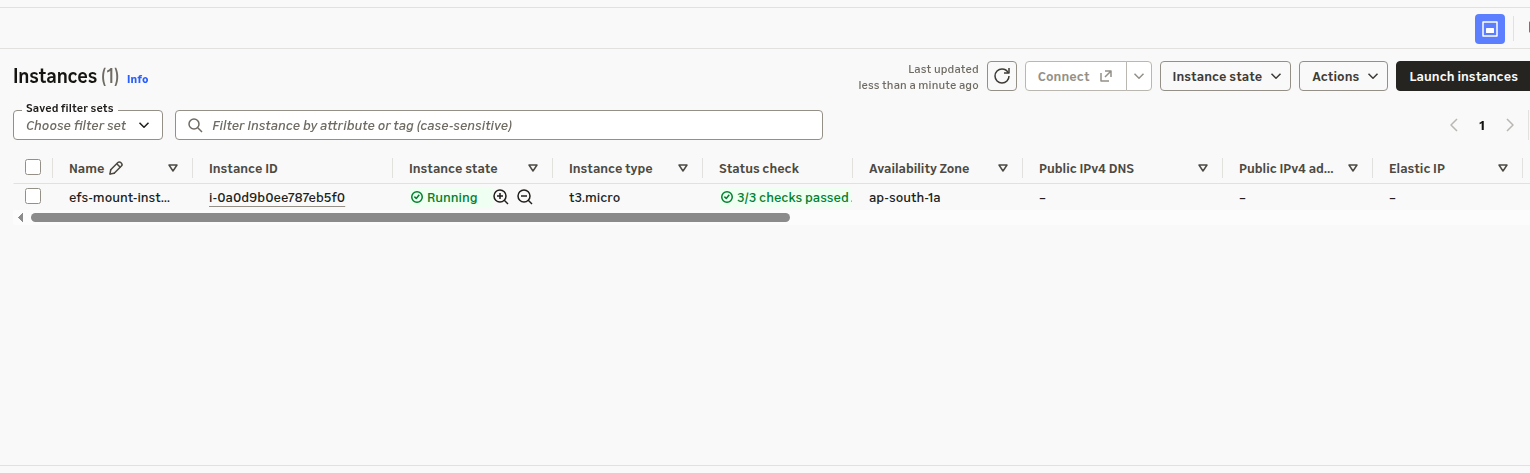 Instances (1) Info
Last updated
less than a minute ago
Connect
Instance state
Actions
Launch instances
Saved filter sets
Choose filter set
Filter Instance by attribute or tag (case-sensitive)
1
Name Instance ID Instance state Instance type Status check Availability Zone Public IPv4 DNS Public IPv4 ad... Elastic IP
efs-mount-inst... i-0a0d9b0ee787eb5f0 Running t3.micro 3/3 checks passed ap-south-1a – – –